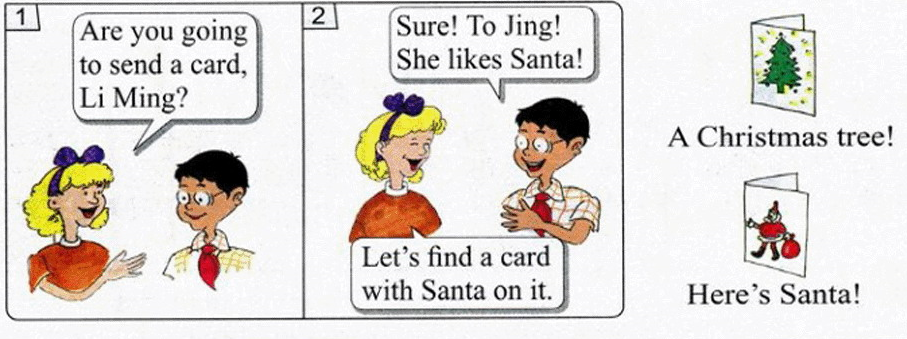 1
Are you going
to send a card,
Li Ming?
2
Sure! To Jing!
She likes Santa!
Let's find a card
with Santa on it.
A Christmas tree!
Here's Santa!